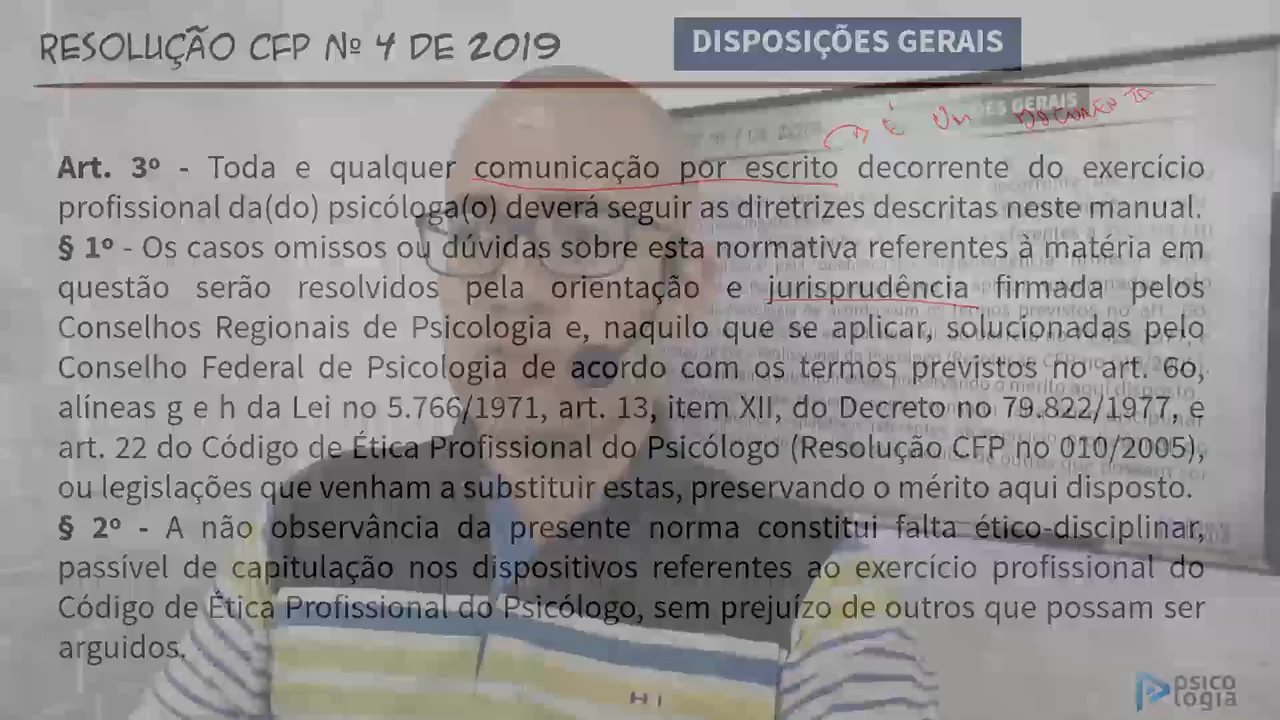 RESOLUÇÃO CFP Nº 4 DE 2019
DISPOSIÇÕES GERAIS
É UM DOCUMENTO
Art. 3º - Toda e qualquer comunicação por escrito decorrente do exercício
profissional da(do) psicóloga(o) deverá seguir as diretrizes descritas neste manual.
§ 1º - Os casos omissos ou dúvidas sobre esta normativa referentes à matéria em
questão serão resolvidos pela orientação e jurisprudência firmada pelos
Conselhos Regionais de Psicologia e, naquilo que se aplicar, solucionadas pelo
Conselho Federal de Psicologia de acordo com os termos previstos no art. 6o,
alíneas g e h da Lei no 5.766/1971, art. 13, item XII, do Decreto no 79.822/1977, e
art. 22 do Código de Ética Profissional do Psicólogo (Resolução CFP no 010/2005),
ou legislações que venham a substituir estas, preservando o mérito aqui disposto.
§ 2º - A não observância da presente norma constitui falta ético-disciplinar,
passível de capitulação nos dispositivos referentes ao exercício profissional do
Código de Ética Profissional do Psicólogo, sem prejuízo de outros que possam ser
arguidos.
psico
logia